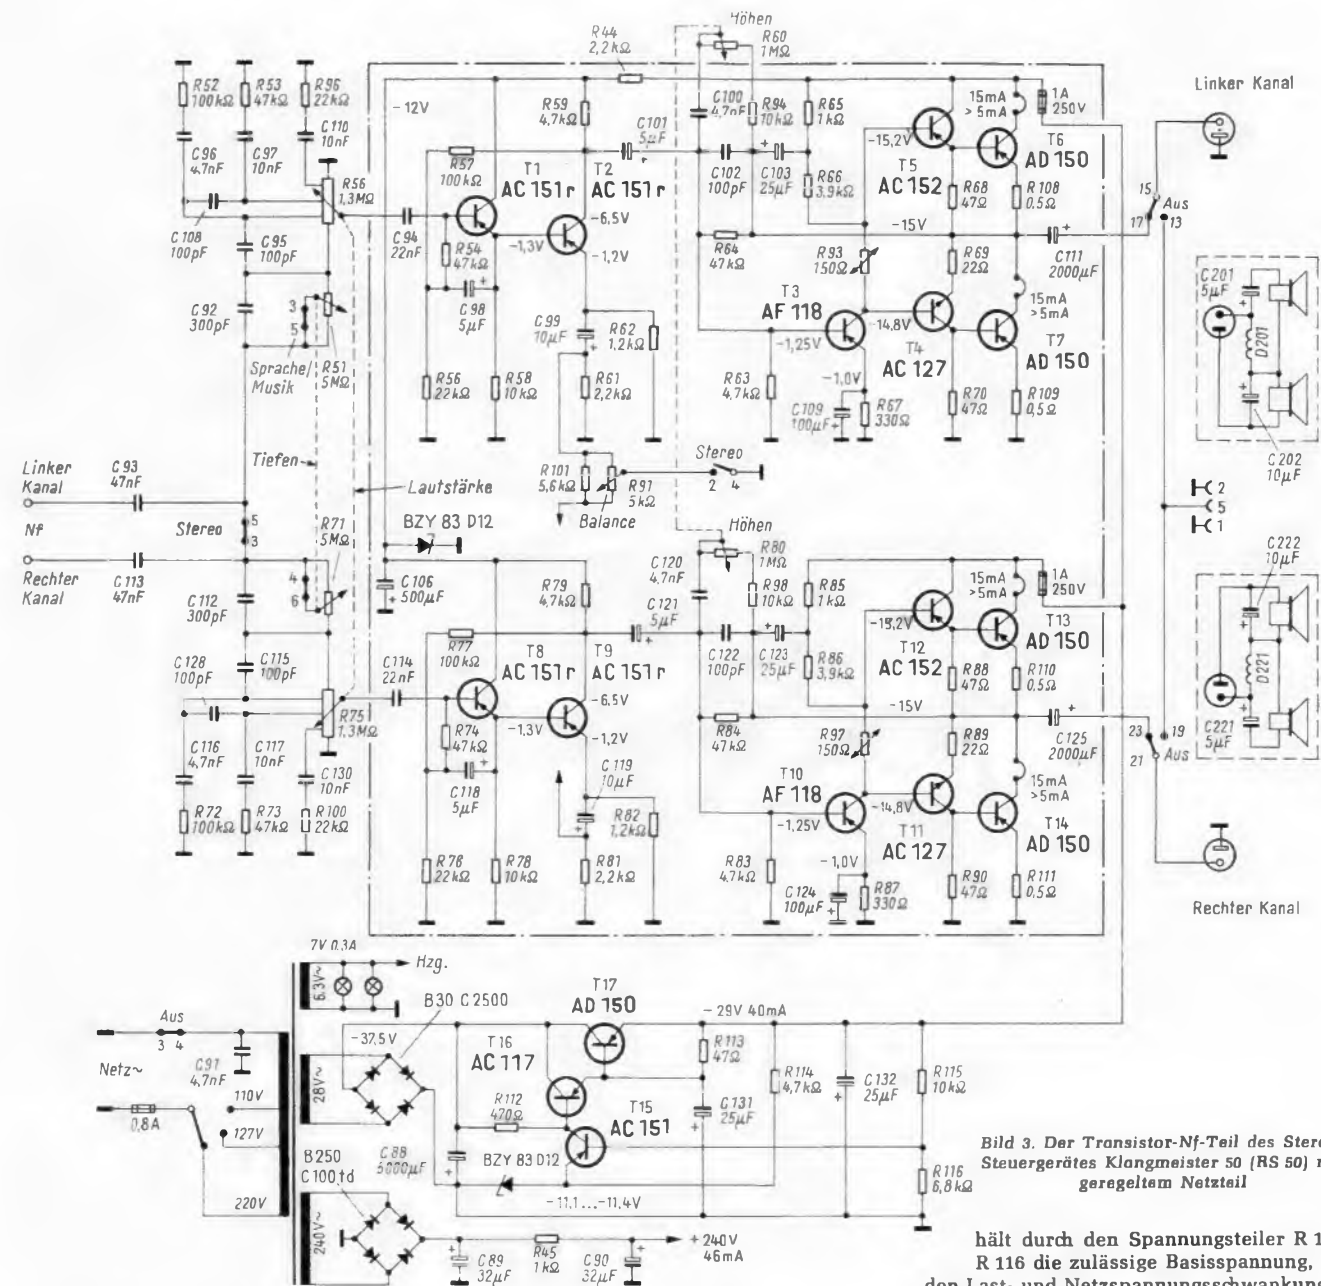 R44
2,2kΩ
Höhen
R60
1MΩ
R52
100kΩ
R53
47kΩ
R96
22kΩ
C110
10nF
C96
4,7nF
C97
10nF
R56
1,3MΩ
C108
100pF
C95
100pF
C92
300pF
3
5
Sprache/
Musik
R51
5MΩ
-12V
R59
4,7kΩ
C101
5µF
R57
100kΩ
T1
AC 151 r
T2
AC 151 r
C94
22nF
R54
47kΩ
-1,3V
-6,5V
-1,2V
C98
5µF
C99
10µF
R62
1,2kΩ
R56
22kΩ
R58
10kΩ
R61
2,2kΩ
C100
4,7nF
R94
10kΩ
R65
1kΩ
C102
100pF
C103
25µF
R66
3,9kΩ
-15,2V
T5
AC 152
15mA
>5mA
1A
250V
T6
AD 150
R68
47Ω
R108
0,5Ω
-15V
R64
47kΩ
R93
150Ω
R69
22Ω
C111
2000µF
T3
AF 118
-1,25V
-14,8V
T4
AC 127
15mA
>5mA
T7
AD 150
R63
4,7kΩ
-1,0V
C109
100µF
R67
330Ω
R70
47Ω
R109
0,5Ω
Linker Kanal
15
17
Aus
13
C201
5µF
D201
C202
10µF
2
5
1
C222
10µF
D221
C221
5µF
Linker
Kanal
C93
47nF
Tiefen
Lautstärke
Nf
Stereo
5
3
R71
5MΩ
Rechter
Kanal
C113
47nF
C112
300pF
4
6
R101
5,6kΩ
R91
5kΩ
Balance
Stereo
2 4
BZY 83 D12
C106
500µF
Höhen
R80
1MΩ
C120
4,7nF
R98
10kΩ
R85
1kΩ
15mA
>5mA
1A
250V
R79
4,7kΩ
C121
5µF
R77
100kΩ
C128
100pF
C115
100pF
C114
22nF
R75
1,3MΩ
T8
AC 151 r
T9
AC 151 r
C122
100pF
C123
25µF
R86
3,9kΩ
-15,2V
T12
AC 152
T13
AD 150
R88
47Ω
R110
0,5Ω
-6,5V
-1,3V
-1,2V
R74
47kΩ
C118
5µF
C119
10µF
R82
1,2kΩ
R84
47kΩ
-15V
R97
150Ω
R89
22Ω
C125
2000µF
23
21
19
Aus
C116
4,7nF
C117
10nF
C130
10nF
R72
100kΩ
R73
47kΩ
R100
22kΩ
T10
AF 118
-1,25V
-14,8V
T11
AC 127
15mA
>5mA
T14
AD 150
R76
22kΩ
R78
10kΩ
R81
2,2kΩ
R83
4,7kΩ
-1,0V
C124
100µF
R87
330Ω
R90
47Ω
R111
0,5Ω
Rechter Kanal
7V 0,3A
6,3V~
Hzg.
B30 C2500
Aus
3 4
C91
4,7nF
Netz~
0,8A
110V
127V
220V
28V~
-37,5V
T17
AD 150
T16
AC 117
-29V 40mA
R113
47Ω
R112
470Ω
T15
AC 151
C131
25µF
R114
4,7kΩ
C132
25µF
R115
10kΩ
R116
6,8kΩ
C88
5000µF
BZY 83 D12
-11,1...-11,4V
B250
C100,td
240V~
C89
32µF
R45
1kΩ
C90
32µF
+240V
46mA
Bild 3. Der Transistor-Nf-Teil des Stere
Steuergerätes Klangmeister 50 (RS 50)
geregeltem Netzteil
hält durch den Spannungsteiler R 1
R 116 die zulässige Basisspannung,
den Last- und Netzspannungsschwankung